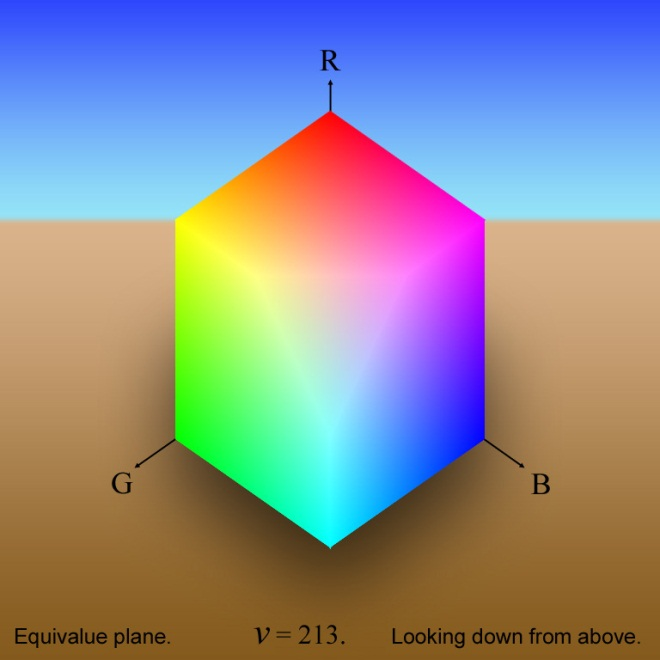 R
G
B
Equivalue plane. v = 213. Looking down from above.